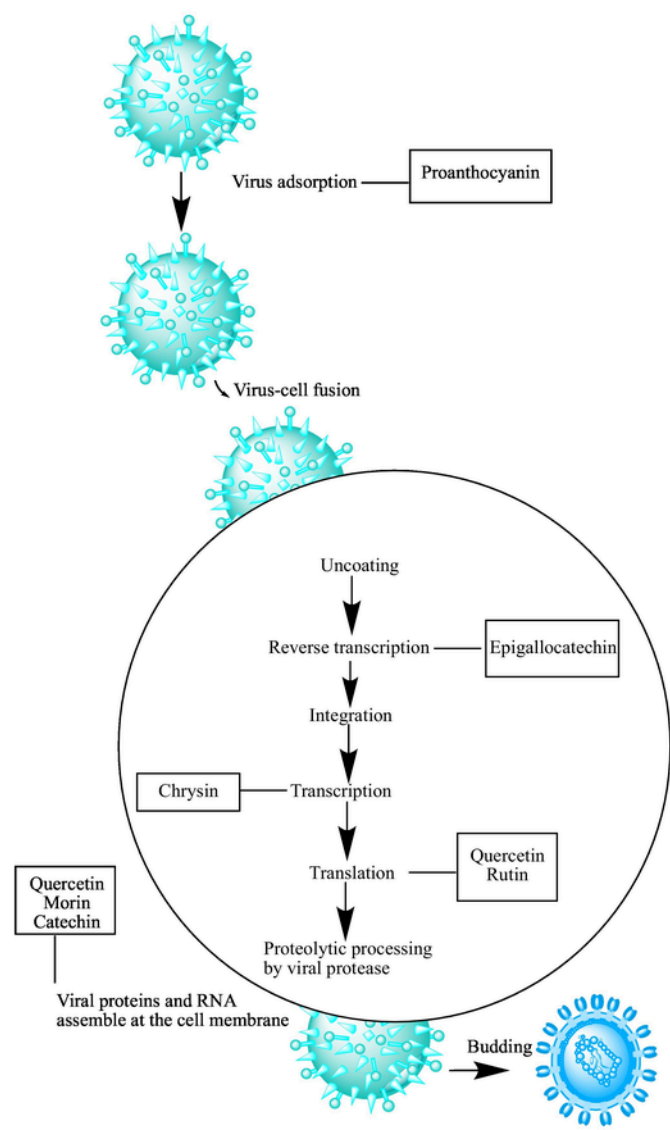 Virus adsorption
Proanthocyanin
Virus-cell fusion
Uncoating
Reverse transcription
Epigallocatechin
Integration
Chrysin
Transcription
Translation
Quercetin
Rutin
Quercetin
Morin
Catechin
Proteolytic processing
by viral protease
Viral proteins and RNA
assemble at the cell membrane
Budding